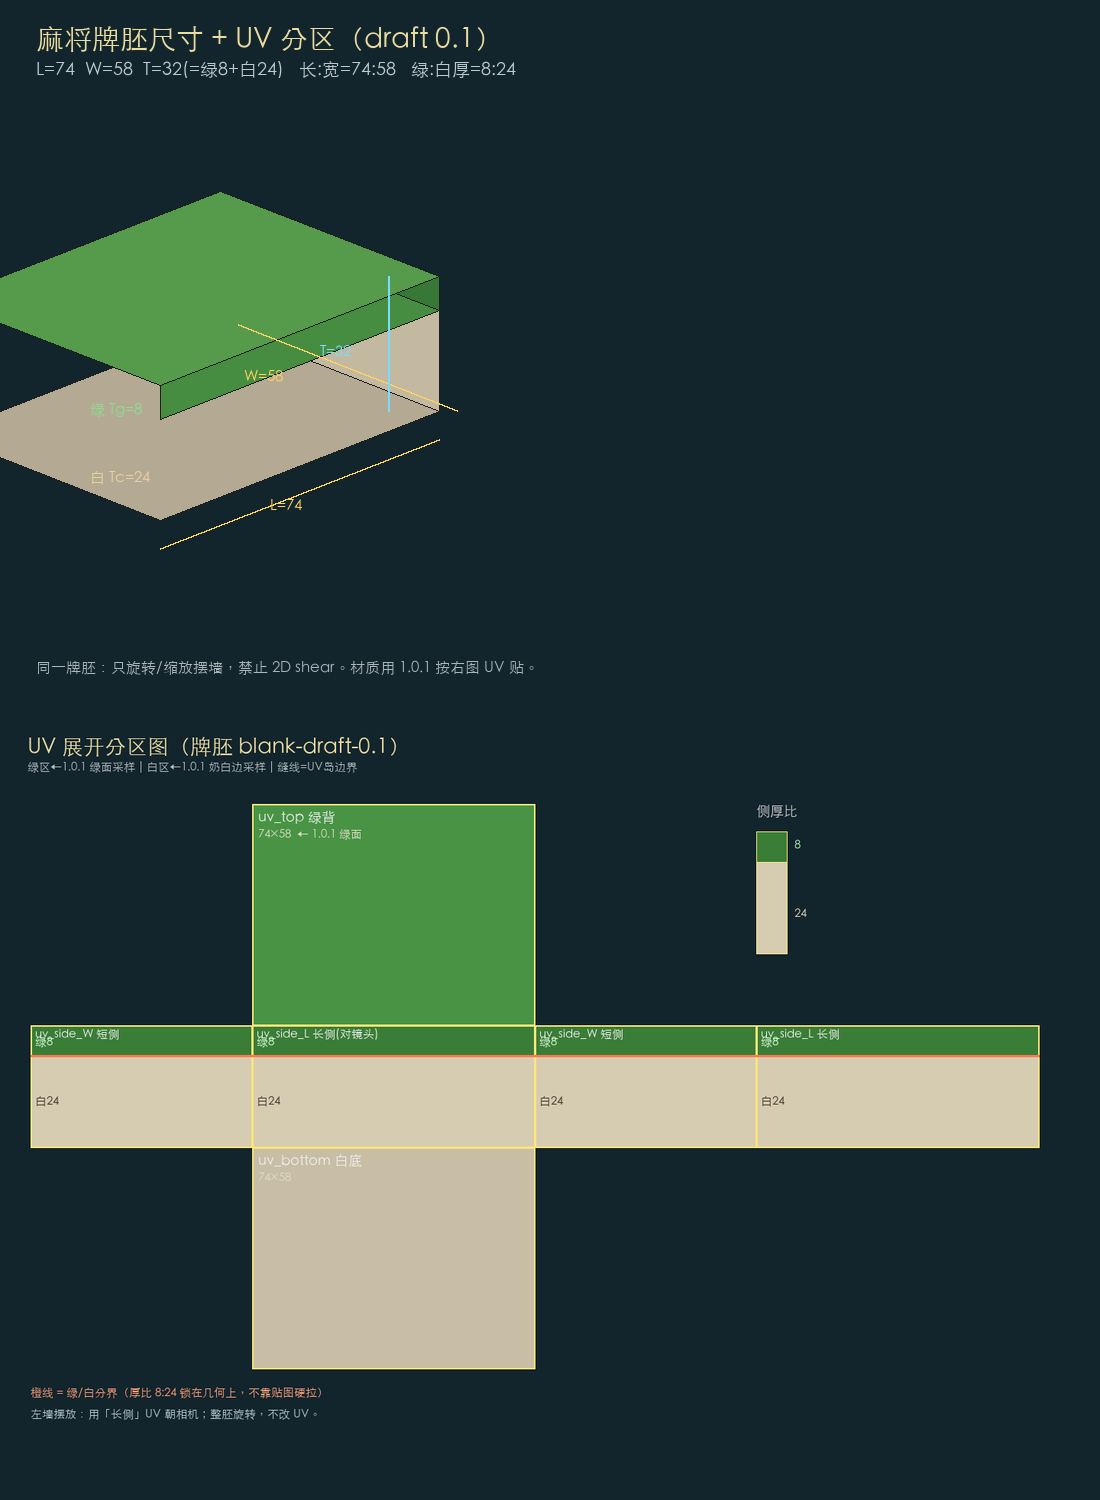 麻将牌胚尺寸 + UV 分区（draft 0.1）
L=74  W=58  T=32(=绿8+白24)   长:宽=74:58   绿:白厚=8:24
T=32
W=58
绿 Tg=8
白 Tc=24
L=74
同一牌胚：只旋转/缩放摆墙，禁止 2D shear。材质用 1.0.1 按右图 UV 贴。
UV 展开分区图（牌胚 blank-draft-0.1）
绿区←1.0.1 绿面采样 | 白区←1.0.1 奶白边采样 | 缝线=UV岛边界
uv_top 绿背
74×58 ← 1.0.1 绿面
侧厚比
8
24
uv_side_W 短侧
绿8
白24
uv_side_L 长侧(对镜头)
绿8
白24
uv_side_W 短侧
绿8
白24
uv_side_L 长侧
绿8
白24
uv_bottom 白底
74×58
橙线 = 绿/白分界（厚比 8:24 锁在几何上，不靠贴图硬拉）
左墙摆放：用「长侧」UV 朝相机；整胚旋转，不改 UV。